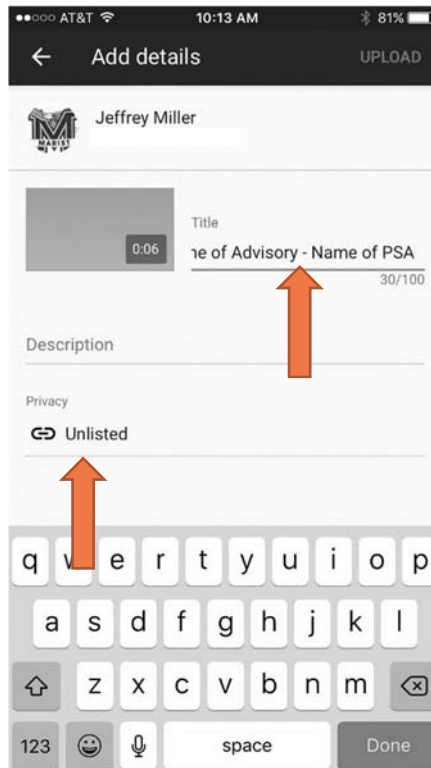 AT&T 10:13 AM 81%
Add details UPLOAD
M
MARIST
Jeffrey Miller
0:06
Title
ne of Advisory - Name of PSA
30/100
Description
Privacy
Unlisted
q w e r t y u i o p
a s d f g h j k l
z x c v b n m
123 space Done